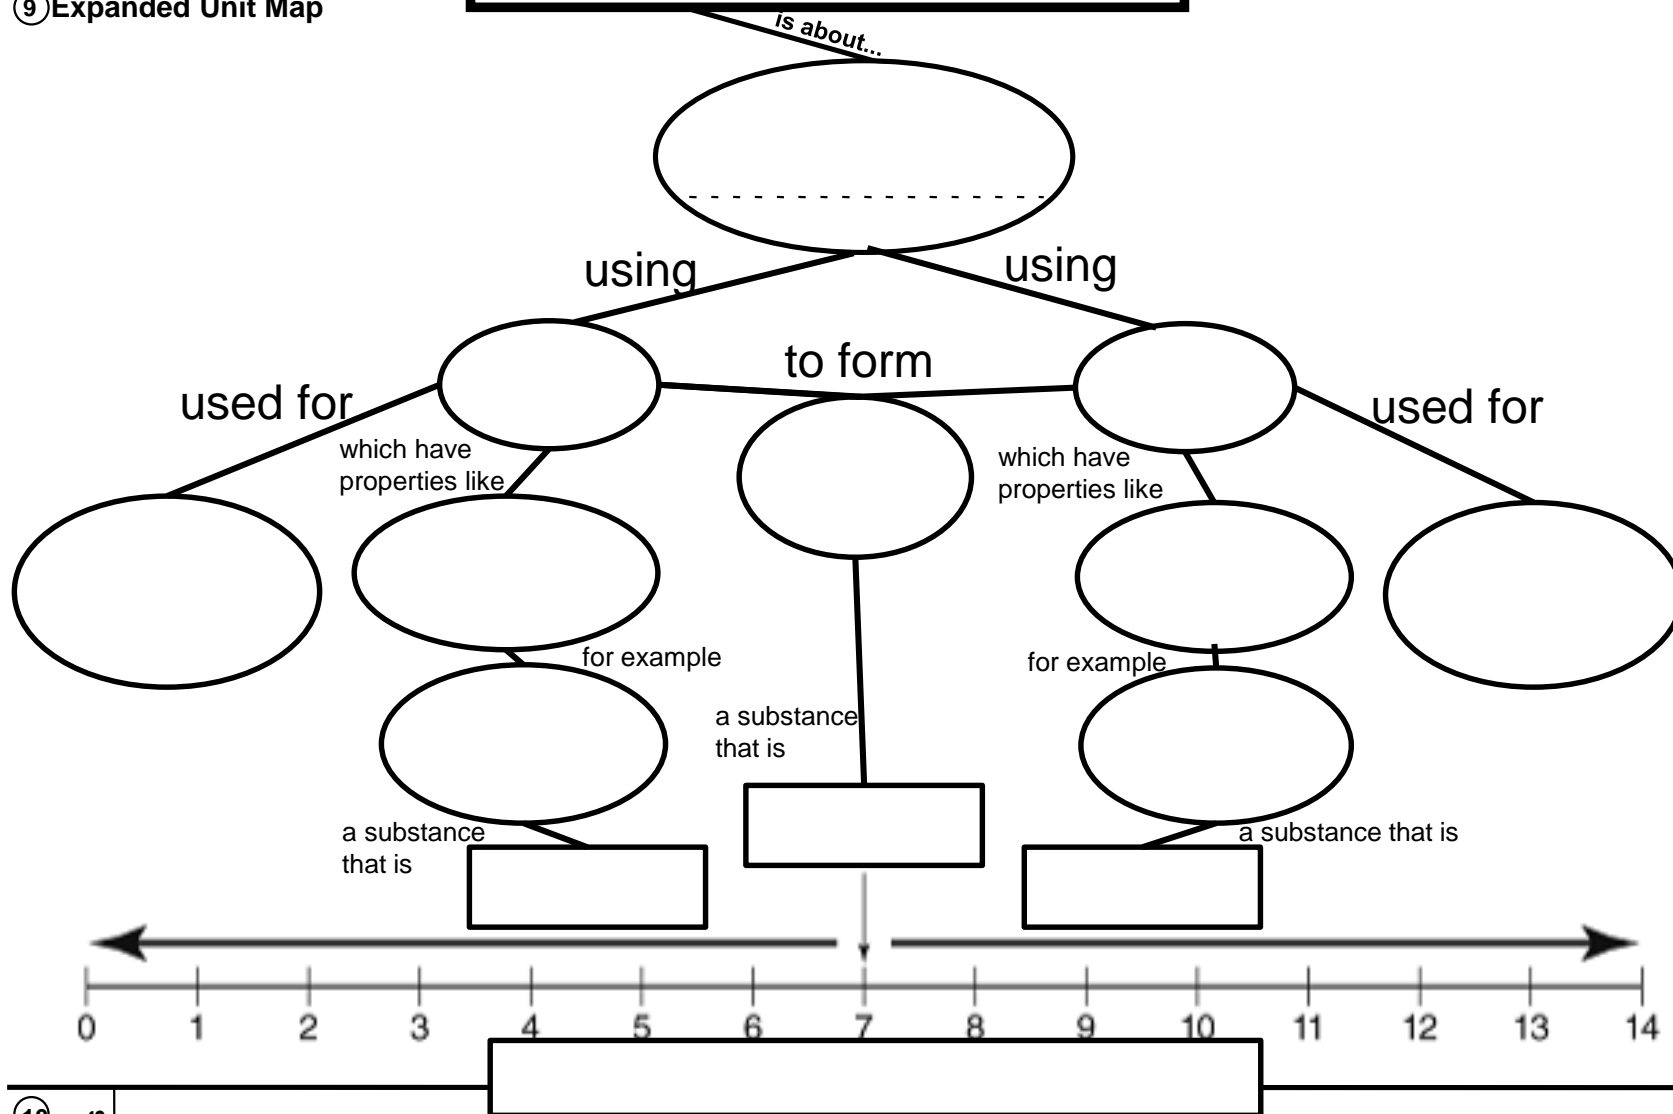 9 Expanded Unit Map
is about...
using
using
to form
used for
used for
which have
properties like
which have
properties like
for example
for example
a substance
that is
a substance
that is
a substance that is
0 1 2 3 4 5 6 7 8 9 10 11 12 13 14